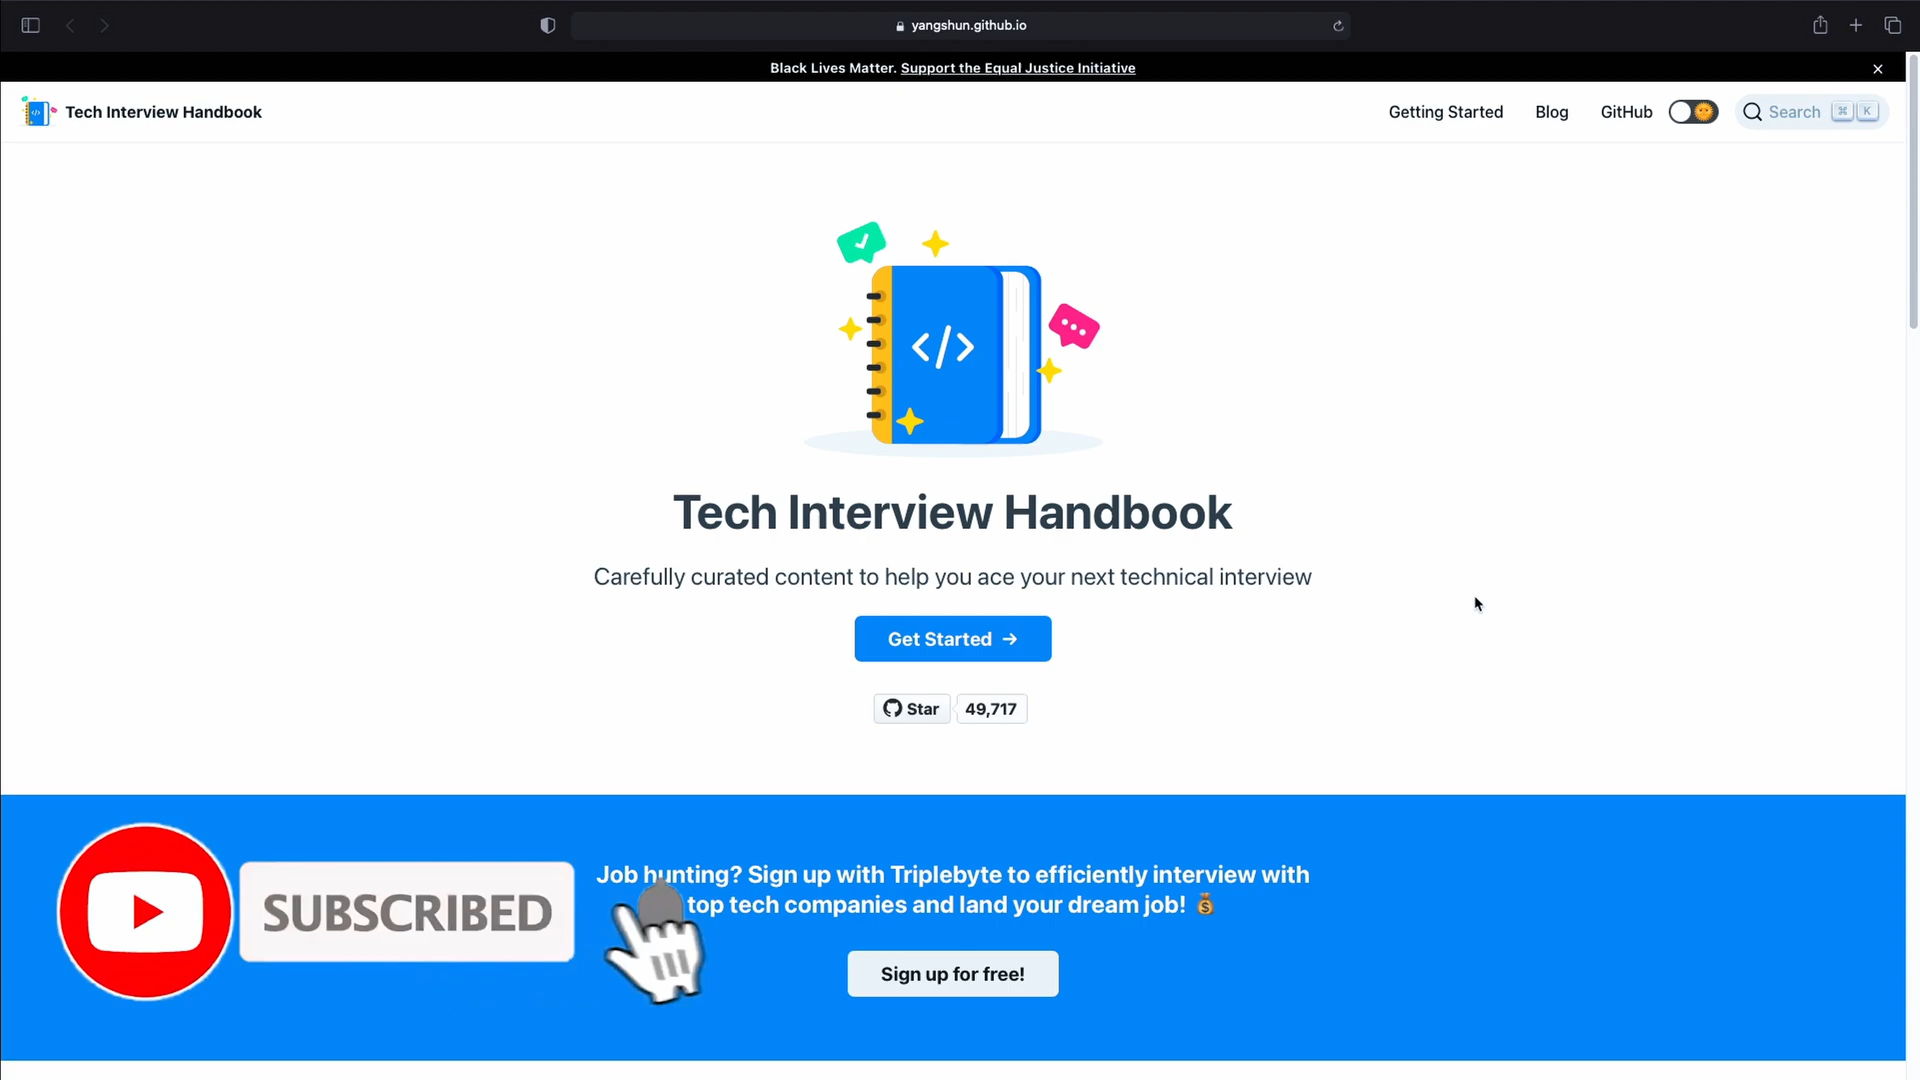 yangshun.github.io
Black Lives Matter. Support the Equal Justice Initiative
Tech Interview Handbook
Getting Started
Blog
GitHub
Search
⌘ K
</>
Tech Interview Handbook
Carefully curated content to help you ace your next technical interview
Get Started →
Star
49,717
Job hunting? Sign up with Triplebyte to efficiently interview with
top tech companies and land your dream job! 💰
SUBSCRIBED
Sign up for free!